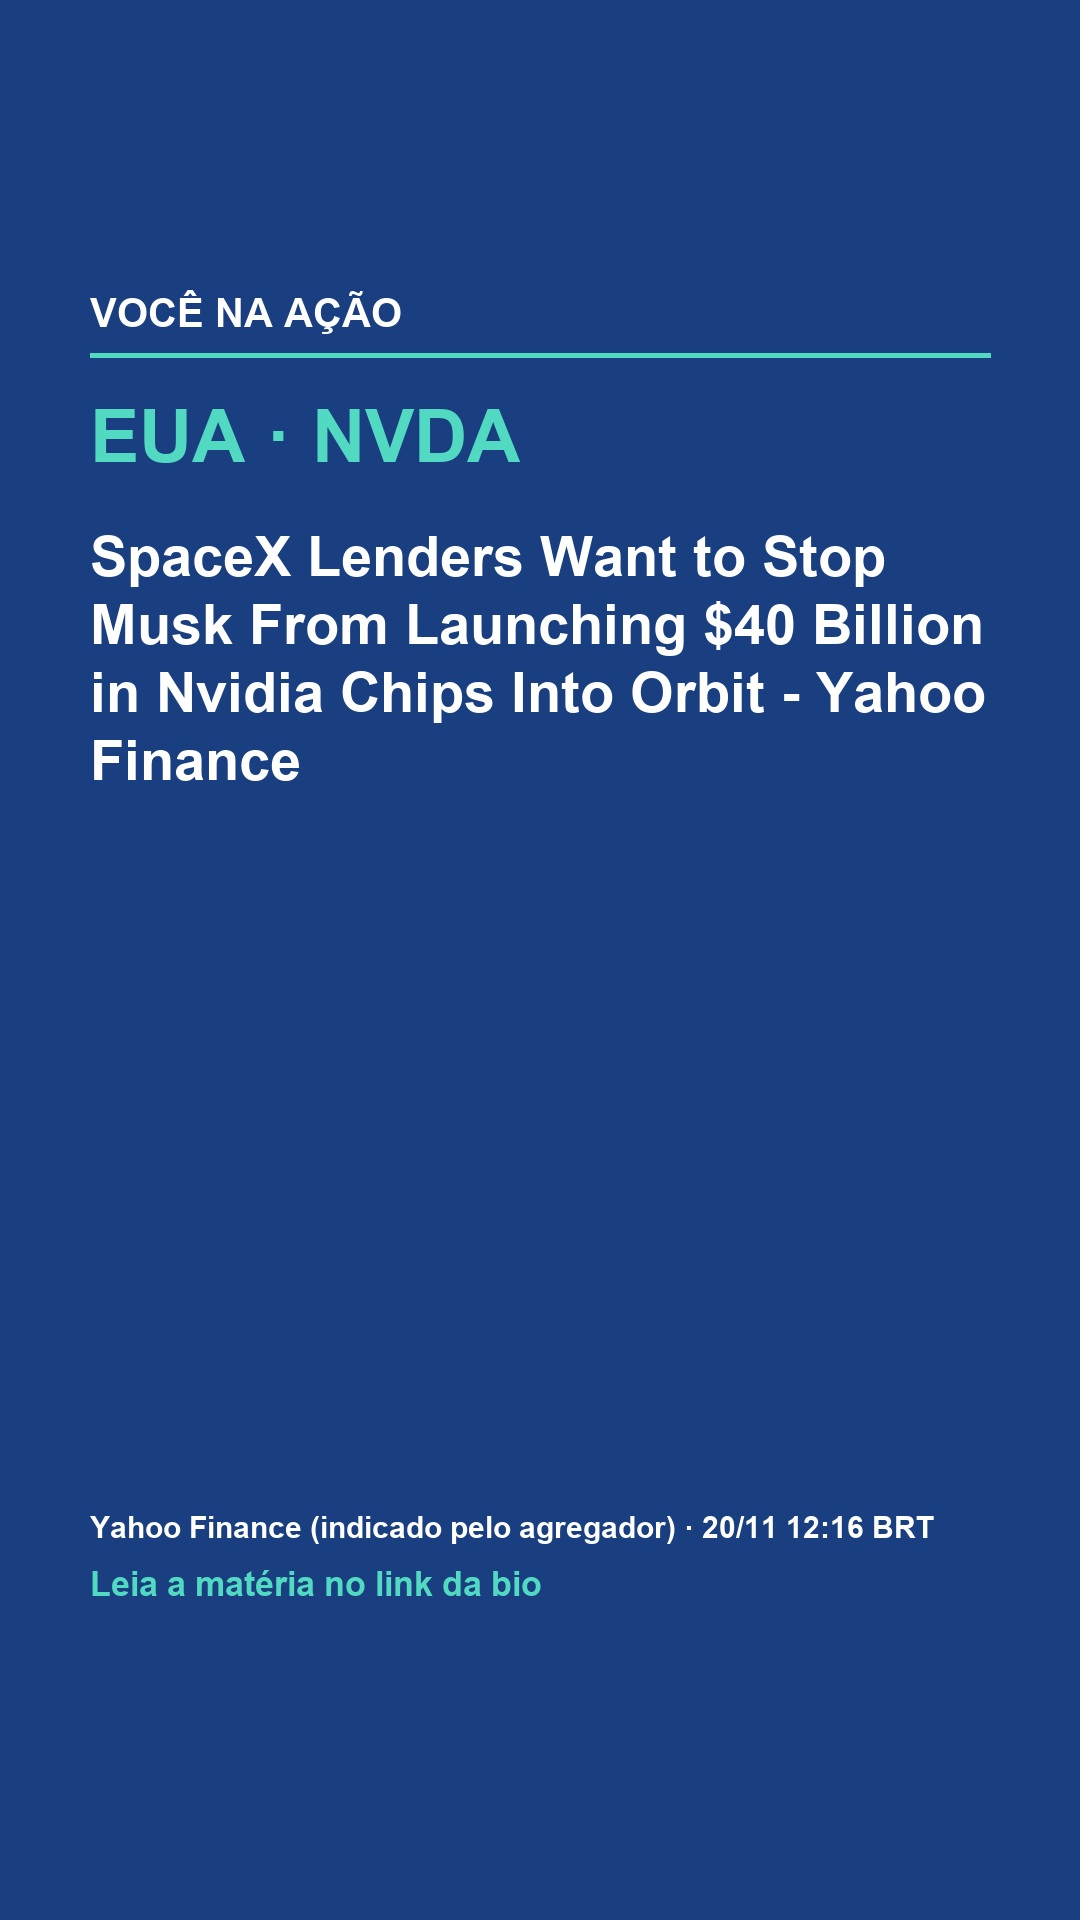 VOCÊ NA AÇÃO
EUA · NVDA
SpaceX Lenders Want to Stop
Musk From Launching $40 Billion
in Nvidia Chips Into Orbit - Yahoo
Finance
Yahoo Finance (indicado pelo agregador) · 20/11 12:16 BRT
Leia a matéria no link da bio